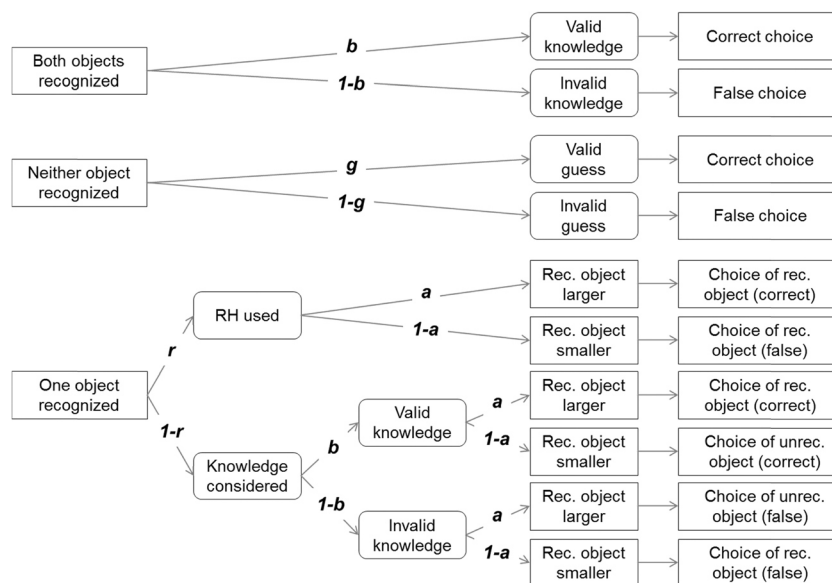 Both objects
recognized
b
1-b
Valid
knowledge
Correct choice
Invalid
knowledge
False choice
Neither object
recognized
g
1-g
Valid
guess
Correct choice
Invalid
guess
False choice
One object
recognized
r
1-r
RH used
a
1-a
Rec. object
larger
Choice of rec.
object (correct)
Rec. object
smaller
Choice of rec.
object (false)
Knowledge
considered
b
1-b
Valid
knowledge
a
1-a
Rec. object
larger
Choice of rec.
object (correct)
Rec. object
smaller
Choice of unrec.
object (correct)
Invalid
knowledge
a
1-a
Rec. object
larger
Choice of unrec.
object (false)
Rec. object
smaller
Choice of rec.
object (false)